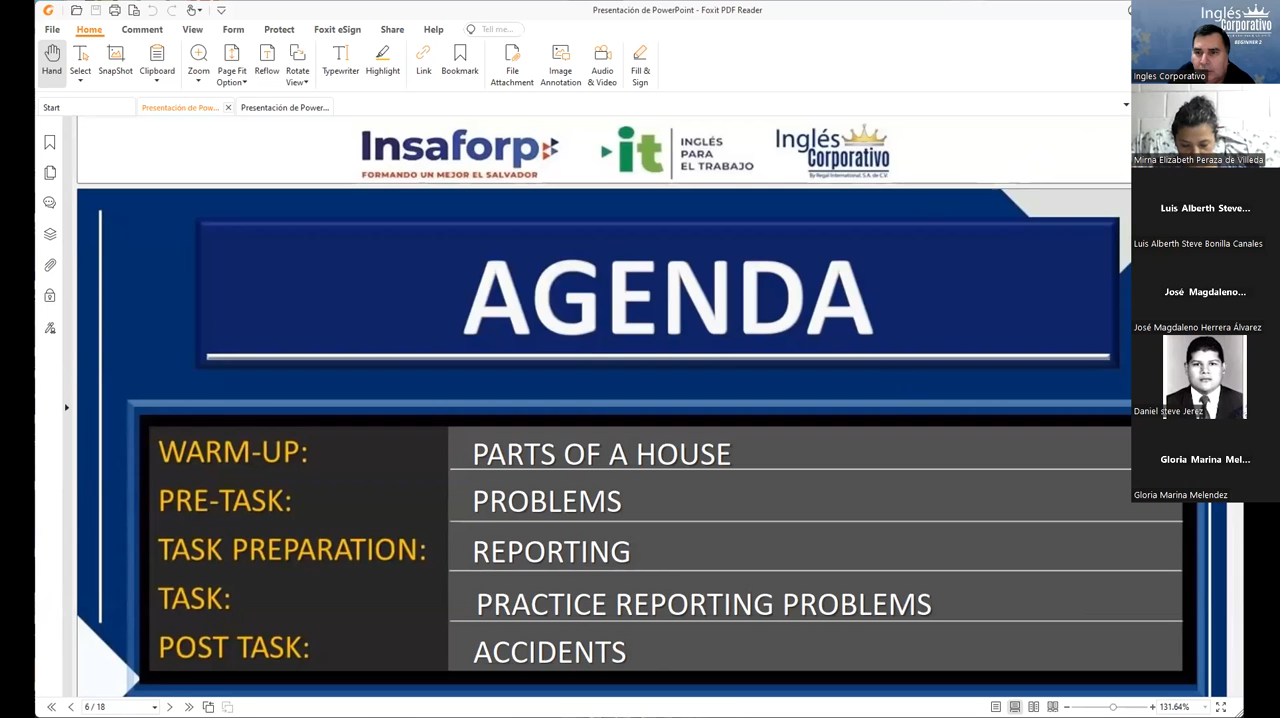 Presentación de PowerPoint - Foxit PDF Reader
File Home Comment View Form Protect Foxit eSign Share Help Tell me...
Hand Select SnapShot Clipboard Zoom Page Fit Option Reflow Rotate View Typewriter Highlight Link Bookmark File Attachment Image Annotation Audio & Video Fill & Sign
Start Presentación de Pow... Presentación de Power...
Insaforp
FORMANDO UN MEJOR EL SALVADOR
it INGLÉS PARA EL TRABAJO
Inglés Corporativo
By Regal International, S.A. de C.V.
AGENDA
WARM-UP: PARTS OF A HOUSE
PRE-TASK: PROBLEMS
TASK PREPARATION: REPORTING
TASK: PRACTICE REPORTING PROBLEMS
POST TASK: ACCIDENTS
6 / 18
131.64%
Inglés Corporativo
BEGINNER 2
Ingles Corporativo
Mirna Elizabeth Peraza de Villeda
Luis Alberth Steve...
Luis Alberth Steve Bonilla Canales
José Magdaleno...
José Magdaleno Herrera Álvarez
Daniel steve Jerez
Gloria Marina Mel...
Gloria Marina Melendez